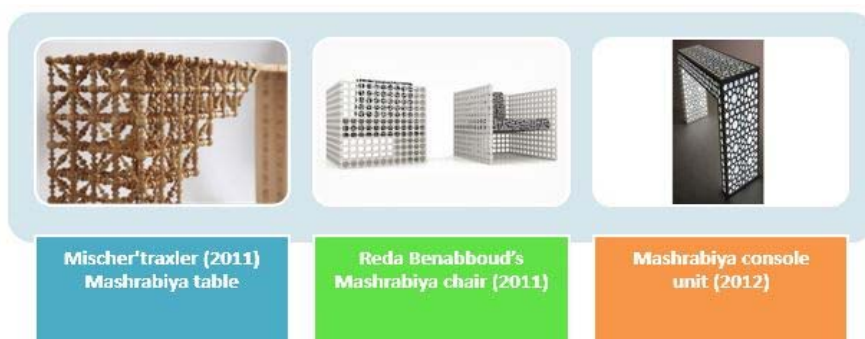 Mischer'traxler (2011)
Mashrabiya table
Reda Benabboud's
Mashrabiya chair (2011)
Mashrabiya console
unit (2012)